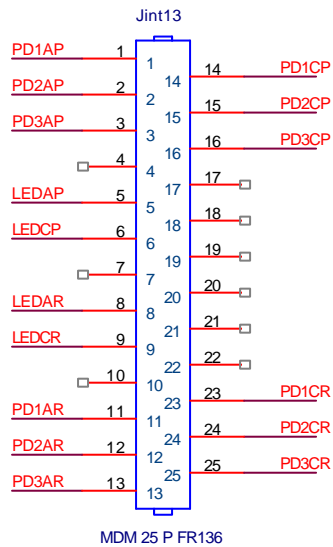 Jint13
PD1AP 1 1
14 14 PD1CP
PD2AP 2 2
15 15 PD2CP
PD3AP 3 3
16 16 PD3CP
4 4
17 17
LEDAP 5 5
18 18
LEDCP 6 6
19 19
7 7
20 20
LEDAR 8 8
21 21
LEDCR 9 9
22 22
10 10
23 23 PD1CR
PD1AR 11 11
24 24 PD2CR
PD2AR 12 12
25 25 PD3CR
PD3AR 13 13
MDM 25 P FR136